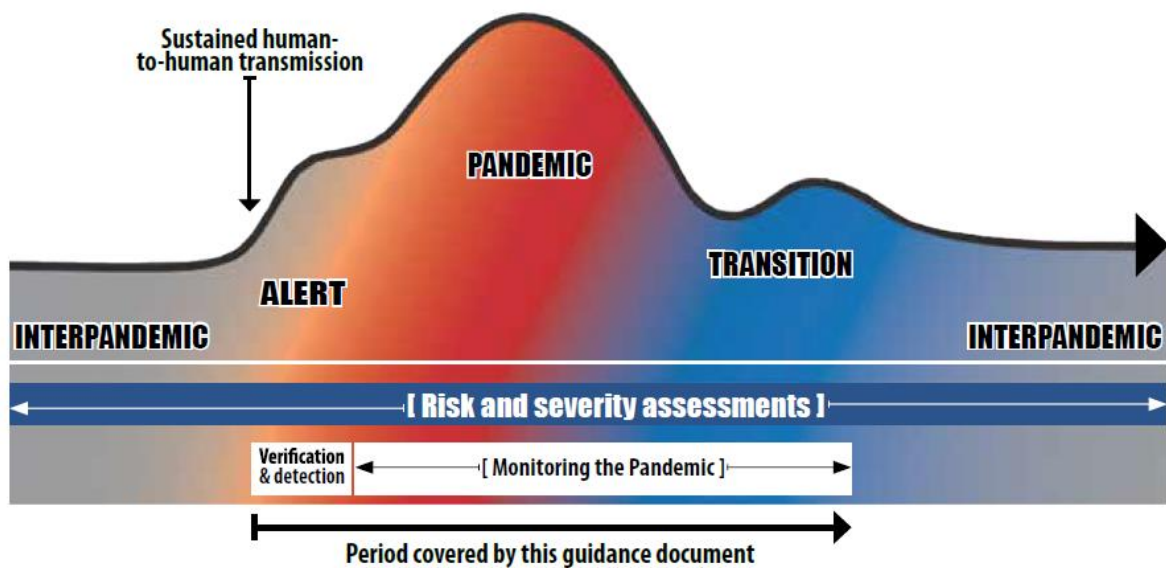 Sustained human-
to-human transmission
PANDEMIC
TRANSITION
ALERT
INTERPANDEMIC
INTERPANDEMIC
[ Risk and severity assessments ]
Verification
& detection
[ Monitoring the Pandemic ]
Period covered by this guidance document